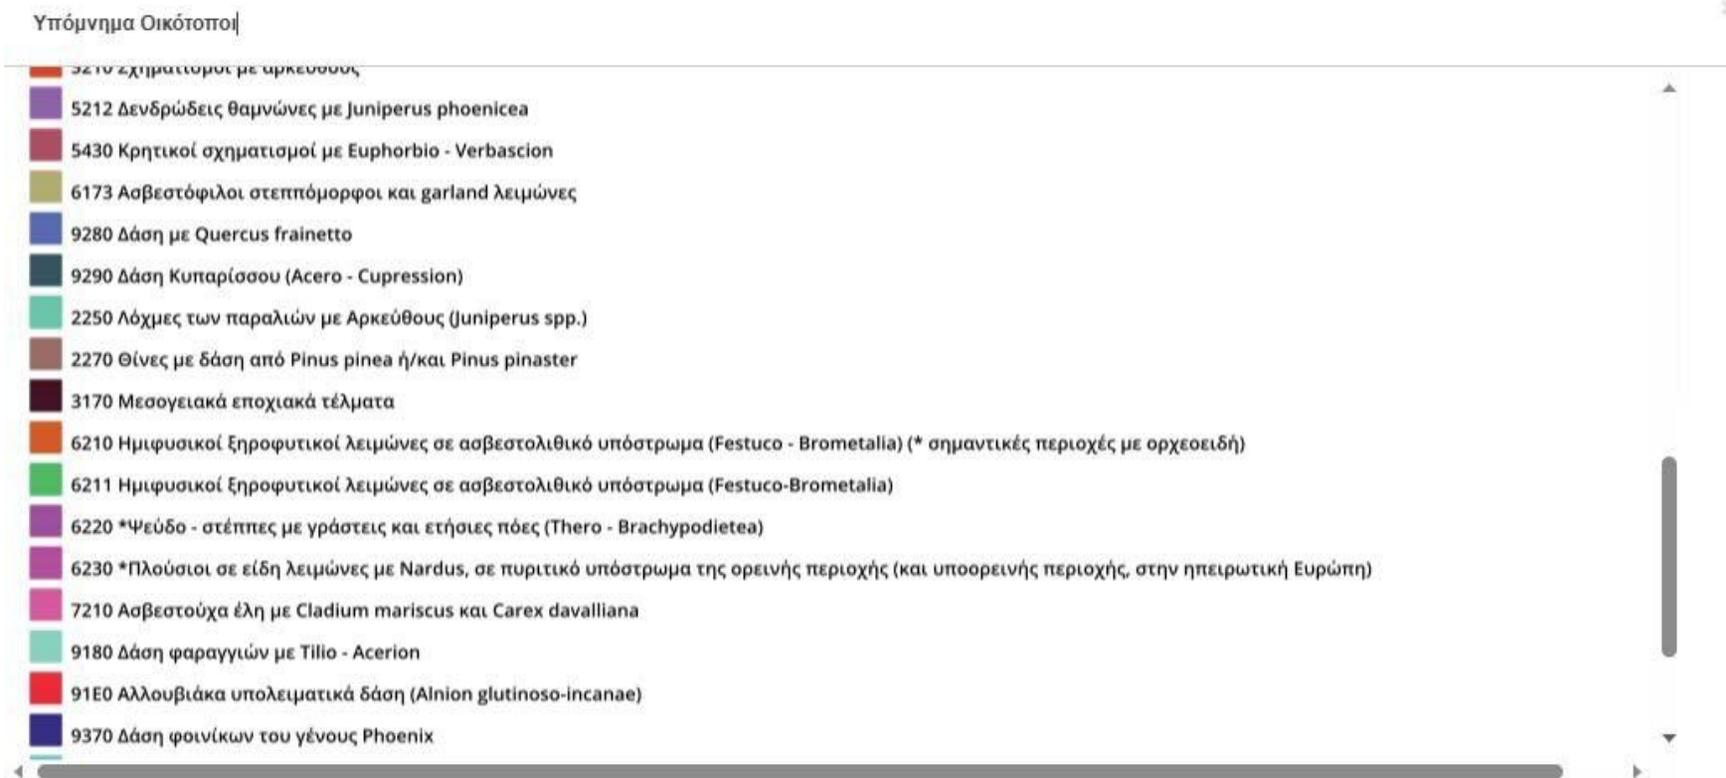 Υπόμνημα Οικότοποι
5210 Σχηματισμοί με αρκεύθους
5212 Δενδρώδεις θαμνώνες με Juniperus phoenicea
5430 Κρητικοί σχηματισμοί με Euphorbio - Verbascion
6173 Ασβεστόφιλοι στεππόμορφοι και garland λειμώνες
9280 Δάση με Quercus frainetto
9290 Δάση Κυπαρίσσου (Acero - Cupression)
2250 Λόχμες των παραλιών με Αρκεύθους (Juniperus spp.)
2270 Θίνες με δάση από Pinus pinea ή/και Pinus pinaster
3170 Μεσογειακά εποχιακά τέλματα
6210 Ημιφυσικοί ξηροφυτικοί λειμώνες σε ασβεστολιθικό υπόστρωμα (Festuco - Brometalia) (* σημαντικές περιοχές με ορχεοειδή)
6211 Ημιφυσικοί ξηροφυτικοί λειμώνες σε ασβεστολιθικό υπόστρωμα (Festuco-Brometalia)
6220 *Ψεύδο - στέππες με γράστεις και ετήσιες πόες (Thero - Brachypodietea)
6230 *Πλούσιοι σε είδη λειμώνες με Nardus, σε πυριτικό υπόστρωμα της ορεινής περιοχής (και υποορεινής περιοχής, στην ηπειρωτική Ευρώπη)
7210 Ασβεστούχα έλη με Cladium mariscus και Carex davalliana
9180 Δάση φαραγγιών με Tilio - Acerion
91E0 Αλλουβιάκα υπολειματικά δάση (Alnion glutinoso-incanae)
9370 Δάση φοινίκων του γένους Phoenix